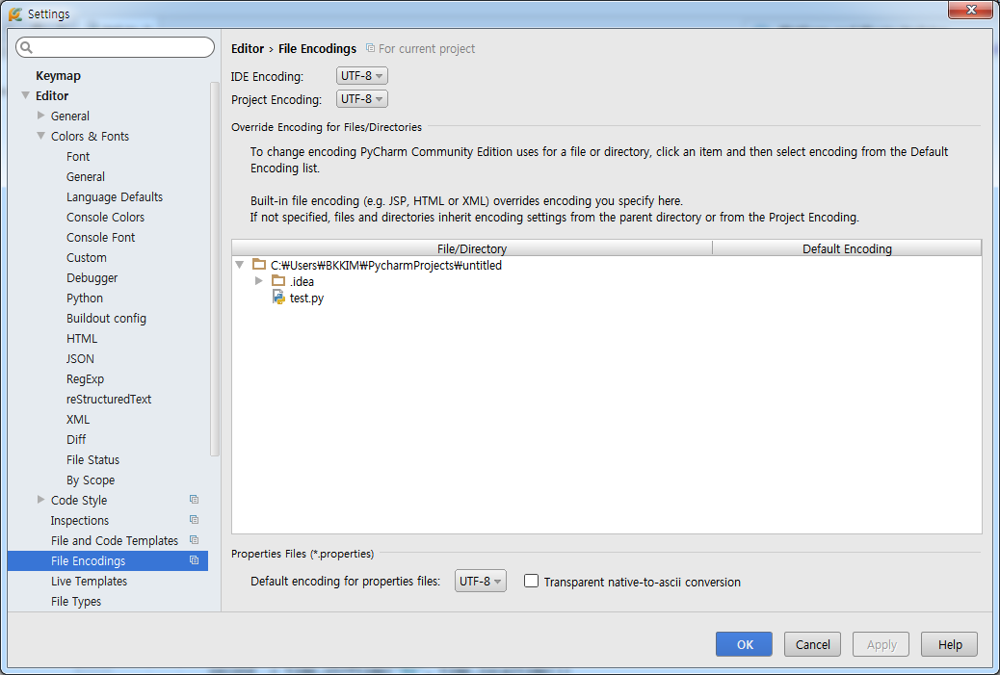 Settings
Keymap
Editor
General
Colors & Fonts
Font
General
Language Defaults
Console Colors
Console Font
Custom
Debugger
Python
Buildout config
HTML
JSON
RegExp
reStructuredText
XML
Diff
File Status
By Scope
Code Style
Inspections
File and Code Templates
File Encodings
Live Templates
File Types
Editor › File Encodings For current project
IDE Encoding: UTF-8
Project Encoding: UTF-8
Override Encoding for Files/Directories
To change encoding PyCharm Community Edition uses for a file or directory, click an item and then select encoding from the Default
Encoding list.
Built-in file encoding (e.g. JSP, HTML or XML) overrides encoding you specify here.
If not specified, files and directories inherit encoding settings from the parent directory or from the Project Encoding.
File/Directory Default Encoding
C:₩Users₩BKKIM₩PycharmProjects₩untitled
.idea
test.py
Properties Files (*.properties)
Default encoding for properties files: UTF-8 Transparent native-to-ascii conversion
OK Cancel Apply Help